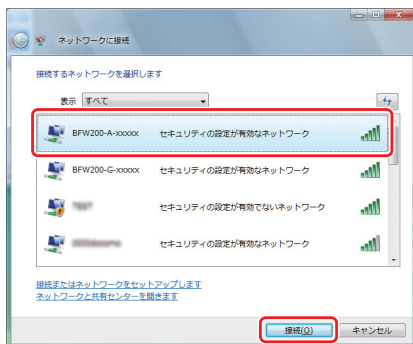 ネットワークに接続
接続するネットワークを選択します
表示 すべて
BFW200-A-xxxxx セキュリティの設定が有効なネットワーク
BFW200-G-xxxxx セキュリティの設定が有効なネットワーク
セキュリティの設定が有効でないネットワーク
セキュリティの設定が有効なネットワーク
接続またはネットワークをセットアップします
ネットワークと共有センターを開きます
接続(O) キャンセル